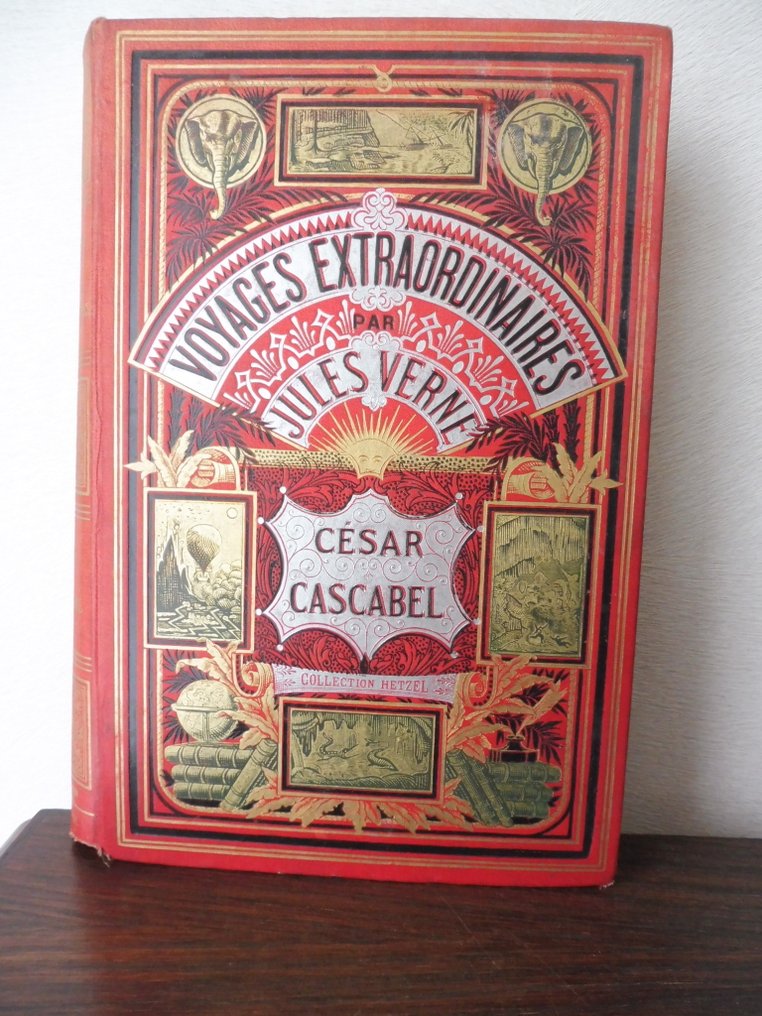 VOYAGES EXTRAORDINAIRES
PAR
JULES VERNE
CÉSAR
CASCABEL
COLLECTION HETZEL